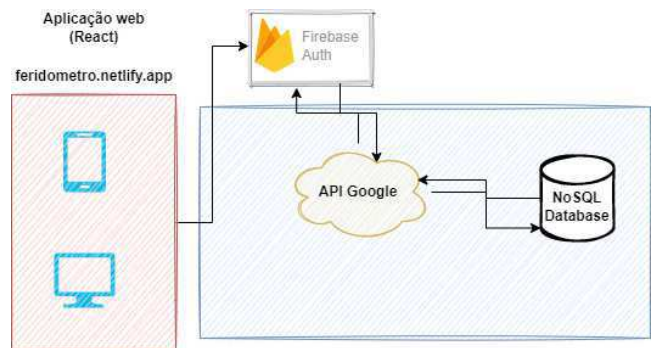 Aplicação web
(React)
feridometro.netlify.app
Firebase
Auth
API Google
NoSQL
Database